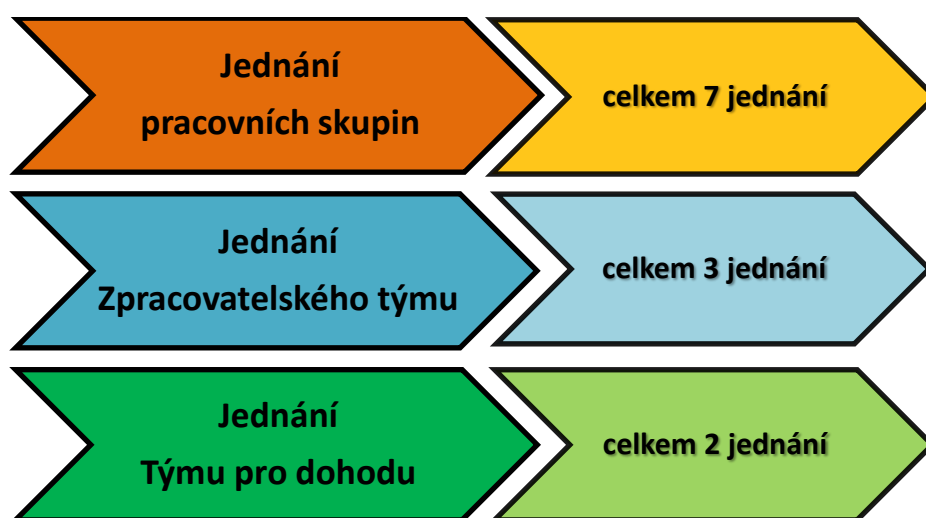 Jednání
pracovních skupin
celkem 7 jednání
Jednání
Zpracovatelského týmu
celkem 3 jednání
Jednání
Týmu pro dohodu
celkem 2 jednání